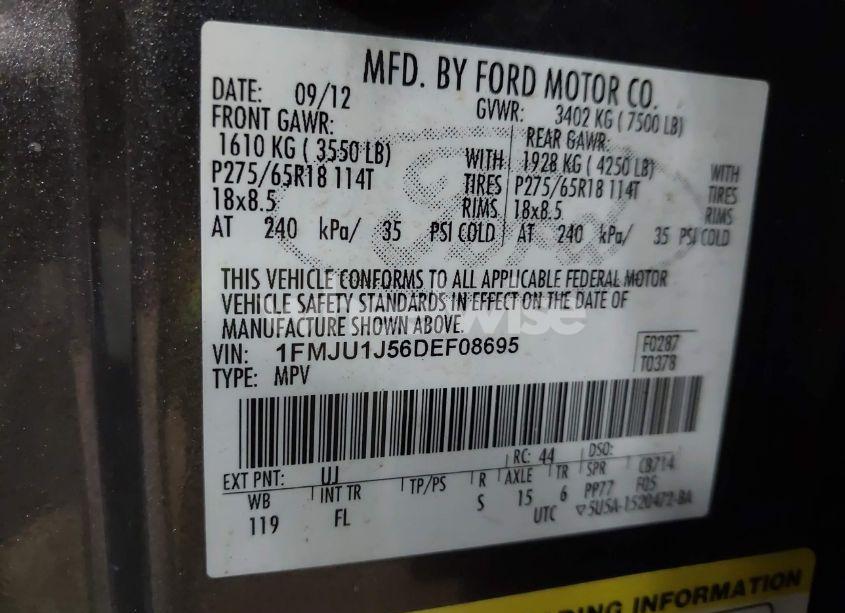 MFD. BY FORD MOTOR CO.
DATE: 09/12 GVWR: 3402 KG ( 7500 LB)
FRONT GAWR: REAR GAWR:
1610 KG ( 3550 LB) WITH 1928 KG ( 4250 LB) WITH
P275/65R18 114T TIRES P275/65R18 114T TIRES
18x8.5 RIMS 18x8.5 RIMS
AT 240 kPa/ 35 PSI COLD AT 240 kPa/ 35 PSI COLD
THIS VEHICLE CONFORMS TO ALL APPLICABLE FEDERAL MOTOR
VEHICLE SAFETY STANDARDS IN EFFECT ON THE DATE OF
MANUFACTURE SHOWN ABOVE.
VIN: 1FMJU1J56DEF08695 F0287
TYPE: MPV T0378
RC: 44 DSO:
EXT PNT: UJ
WB INT TR TP/PS R AXLE TR SPR CB714
119 FL S 15 6 PP77 F05
UTC ▽5USA-1520472-BA
ING INFORMATION